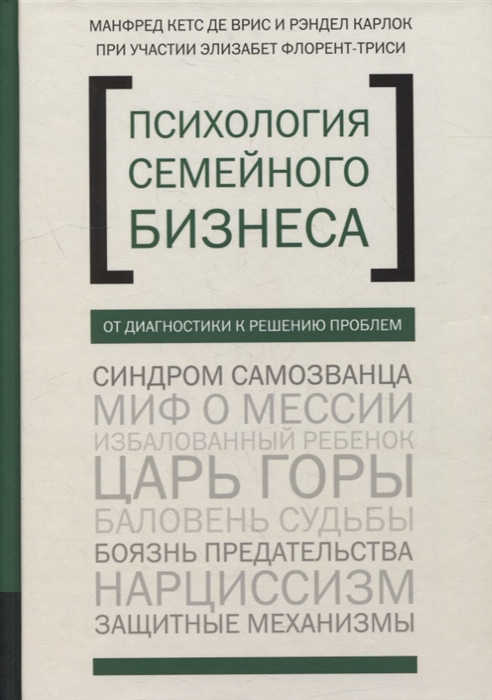 МАНФРЕД КЕТС ДЕ ВРИС И РЭНДЕЛ КАРЛОК
ПРИ УЧАСТИИ ЭЛИЗАБЕТ ФЛОРЕНТ-ТРИСИ
ПСИХОЛОГИЯ
СЕМЕЙНОГО
БИЗНЕСА
ОТ ДИАГНОСТИКИ К РЕШЕНИЮ ПРОБЛЕМ
СИНДРОМ САМОЗВАНЦА
МИФ О МЕССИИ
ИЗБАЛОВАННЫЙ РЕБЕНОК
ЦАРЬ ГОРЫ
БАЛОВЕНЬ СУДЬБЫ
БОЯЗНЬ ПРЕДАТЕЛЬСТВА
НАРЦИССИЗМ
ЗАЩИТНЫЕ МЕХАНИЗМЫ